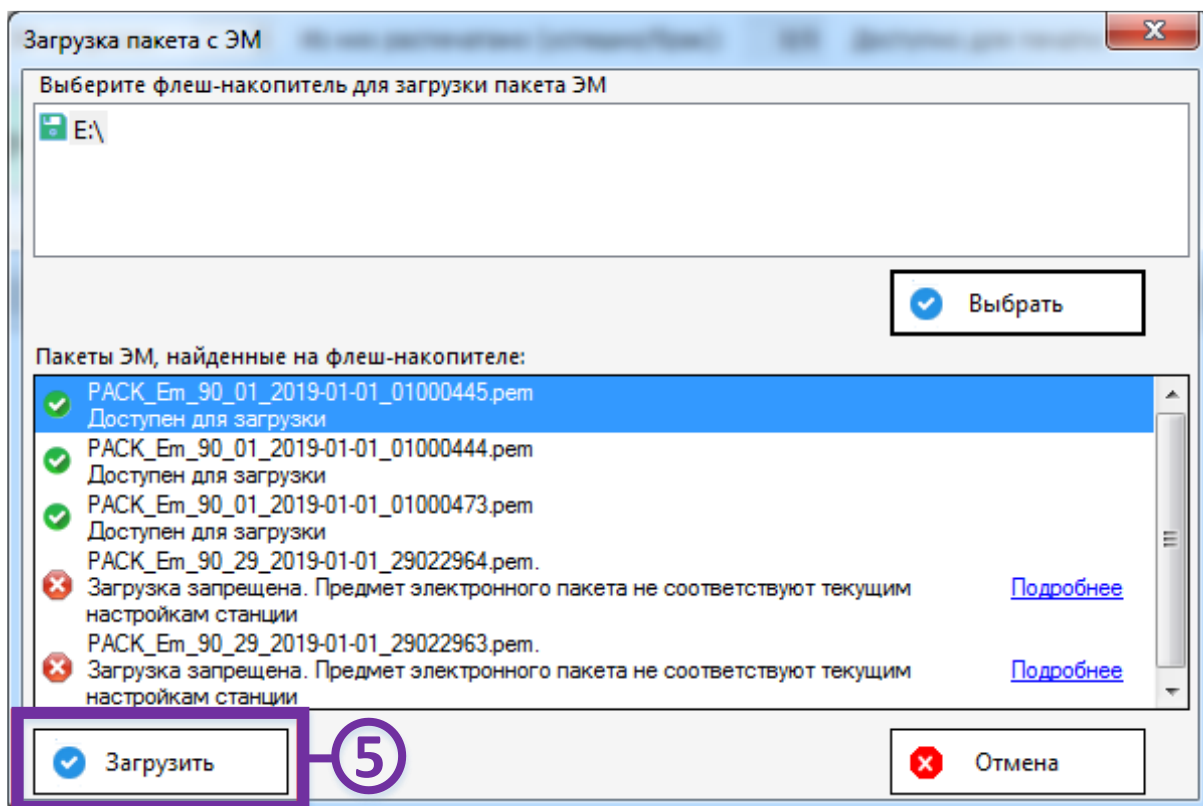 Загрузка пакета с ЭМ
Выберите флеш-накопитель для загрузки пакета ЭМ
E:\
Выбрать
Пакеты ЭМ, найденные на флеш-накопителе:
PACK_Em_90_01_2019-01-01_01000445.pem
Доступен для загрузки
PACK_Em_90_01_2019-01-01_01000444.pem
Доступен для загрузки
PACK_Em_90_01_2019-01-01_01000473.pem
Доступен для загрузки
PACK_Em_90_29_2019-01-01_29022964.pem.
Загрузка запрещена. Предмет электронного пакета не соответствуют текущим Подробнее
настройкам станции
PACK_Em_90_29_2019-01-01_29022963.pem.
Загрузка запрещена. Предмет электронного пакета не соответствуют текущим Подробнее
настройкам станции
Загрузить
5
Отмена